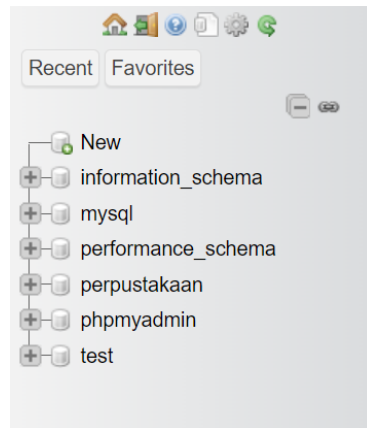 Recent Favorites
New
information_schema
mysql
performance_schema
perpustakaan
phpmyadmin
test